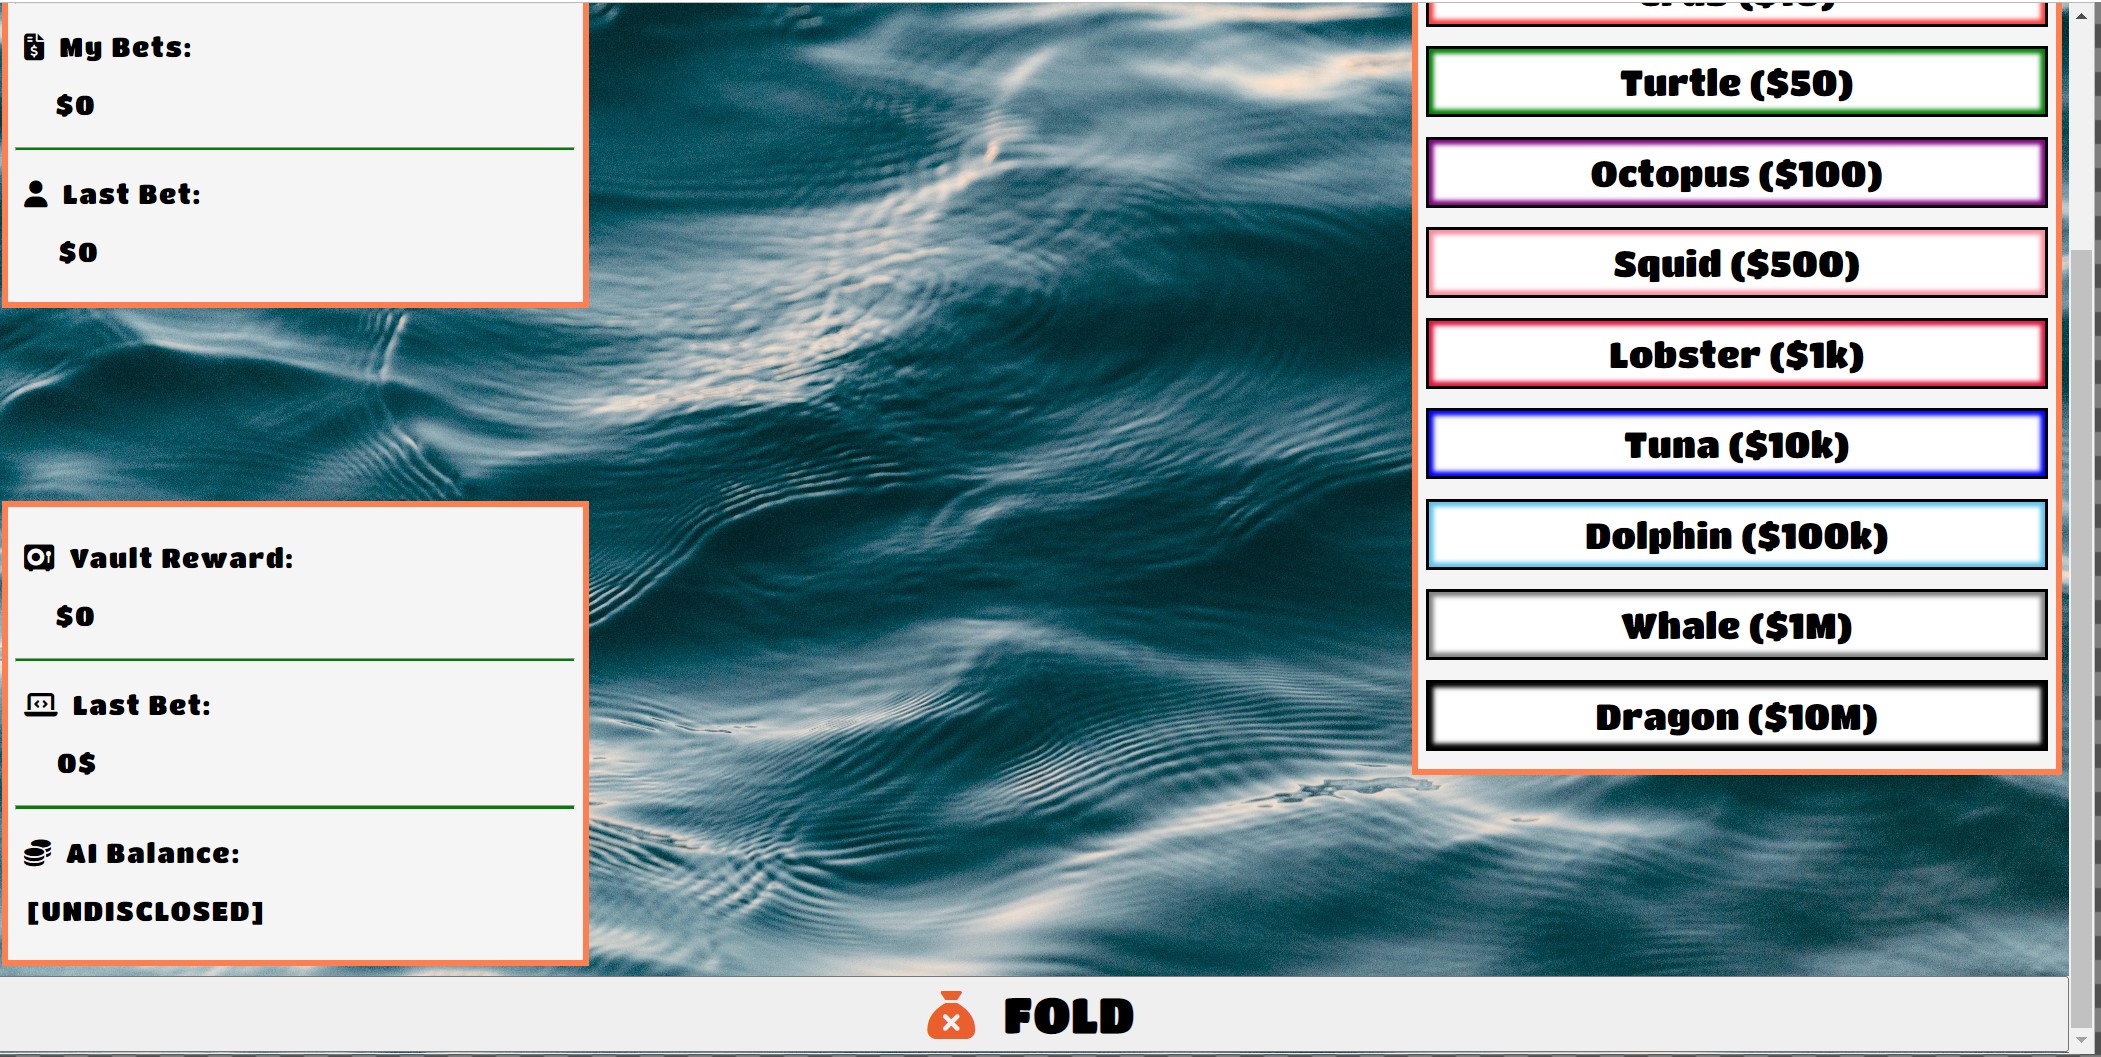 My Bets:
$0
Last Bet:
$0
Vault Reward:
$0
Last Bet:
0$
AI Balance:
[UNDISCLOSED]
Turtle ($50)
Octopus ($100)
Squid ($500)
Lobster ($1k)
Tuna ($10k)
Dolphin ($100k)
Whale ($1M)
Dragon ($10M)
FOLD